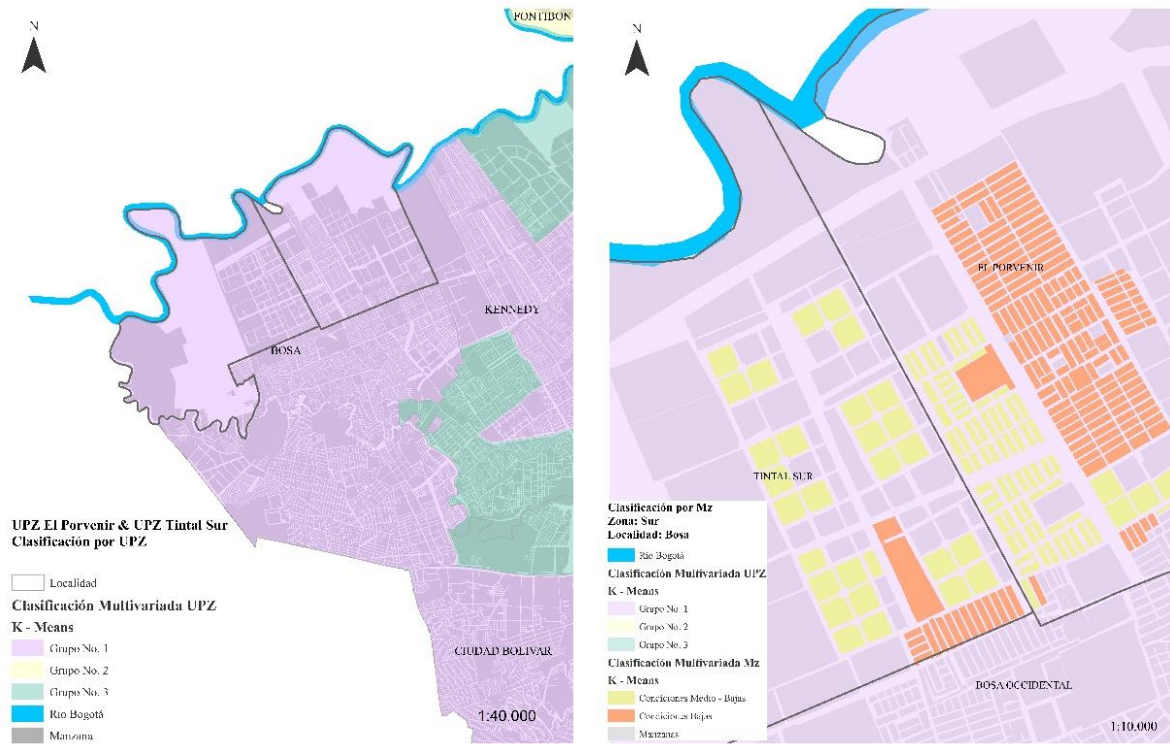 N
FONTIBON
KENNEDY
BOSA
UPZ El Porvenir & UPZ Tintal Sur
Clasificación por UPZ
Localidad
Clasificación Multivariada UPZ
K - Means
Grupo No. 1
Grupo No. 2
Grupo No. 3
Rio Bogotá
Manzana
CIUDAD BOLIVAR
1:40.000
N
EL PORVENIR
TINTAL SUR
Clasificación por Mz
Zona: Sur
Localidad: Bosa
Rio Bogotá
Clasificación Multivariada UPZ
K - Means
Grupo No. 1
Grupo No. 2
Grupo No. 3
Clasificación Multivariada Mz
K - Means
Condiciones Medio - Bajas
Condiciones Bajas
Manzanas
BOSA OCCIDENTAL
1:10.000